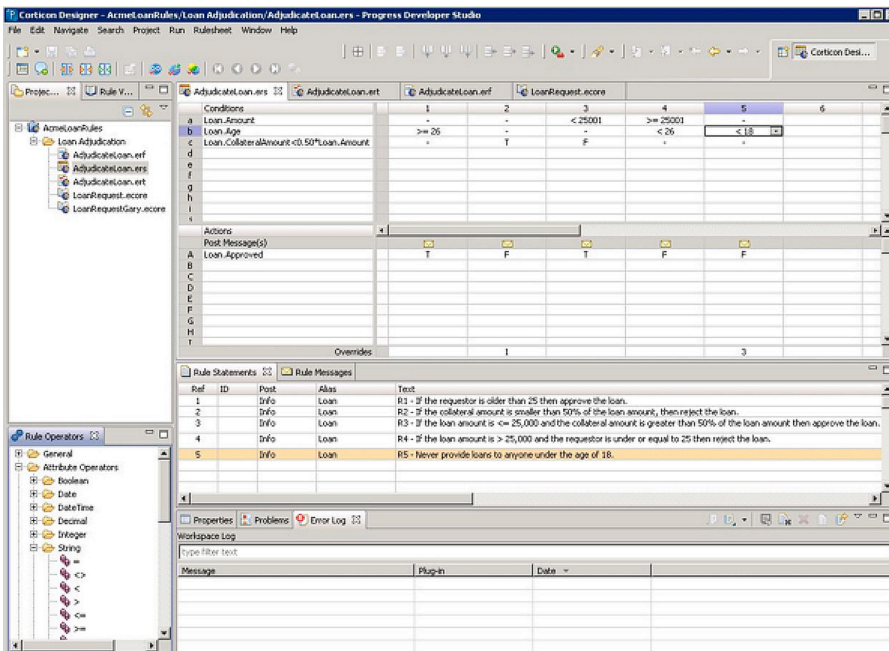 Corticon Designer - AcmeLoanRules/Loan Adjudication/AdjudicateLoan.ers - Progress Developer Studio
File Edit Navigate Search Project Run Rulesheet Window Help
Corticon Desi...
Projec... Rule V...
AcmeLoanRules
Loan Adjudication
AdjudicateLoan.erf
AdjudicateLoan.ers
AdjudicateLoan.ert
LoanRequest.ecore
LoanRequestGary.ecore
AdjudicateLoan.ers AdjudicateLoan.ert AdjudicateLoan.erf LoanRequest.ecore
Conditions 1 2 3 4 5 6
a Loan.Amount - - < 25001 >= 25001 -
b Loan.Age >= 26 - - < 26 < 18
c Loan.CollateralAmount<0.50*Loan.Amount - T F - -
d
e
f
g
h
i
Actions
Post Message(s)
A Loan.Approved T F T F F
B
C
D
E
F
G
H
I
Overrides 1 3
Rule Statements Rule Messages
Ref ID Post Alias Text
1 Info Loan R1 - If the requestor is older than 25 then approve the loan.
2 Info Loan R2 - If the collateral amount is smaller than 50% of the loan amount, then reject the loan.
3 Info Loan R3 - If the loan amount is <= 25,000 and the collateral amount is greater than 50% of the loan amount then approve the loan.
4 Info Loan R4 - If the loan amount is > 25,000 and the requestor is under or equal to 25 then reject the loan.
5 Info Loan R5 - Never provide loans to anyone under the age of 18.
Rule Operators
General
Attribute Operators
Boolean
Date
DateTime
Decimal
Integer
String
=
<>
<
>
<=
>=
Properties Problems Error Log
Workspace Log
type filter text
Message Plug-in Date